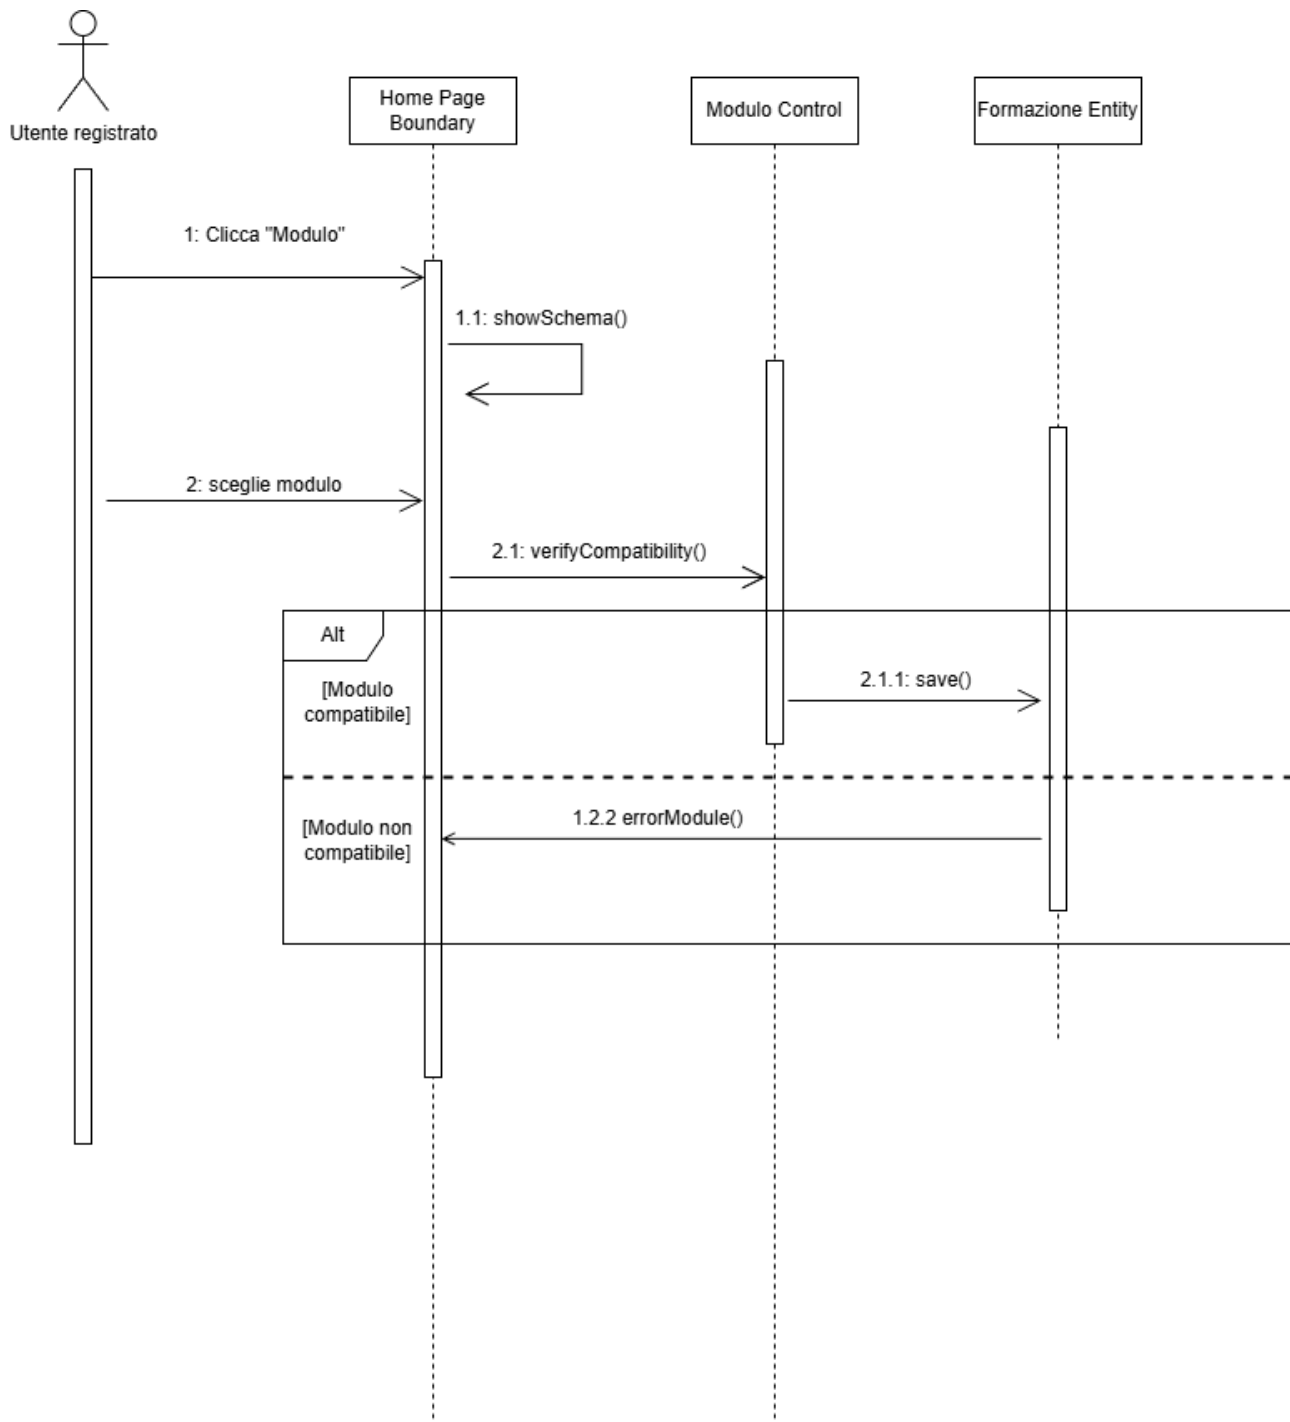 Utente registrato
Home Page
Boundary
Modulo Control
Formazione Entity
1: Clicca "Modulo"
1.1: showSchema()
2: sceglie modulo
2.1: verifyCompatibility()
Alt
[Modulo
compatibile]
2.1.1: save()
[Modulo non
compatibile]
1.2.2 errorModule()